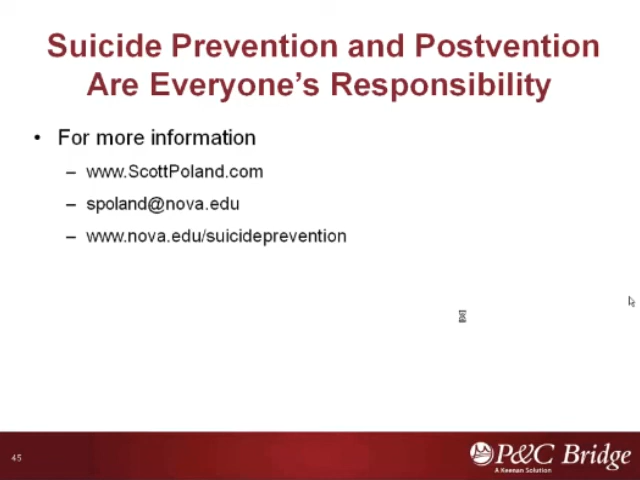 Suicide Prevention and Postvention
Are Everyone's Responsibility
• For more information
– www.ScottPoland.com
– spoland@nova.edu
– www.nova.edu/suicideprevention
45
P&C Bridge
A Keenan Solution